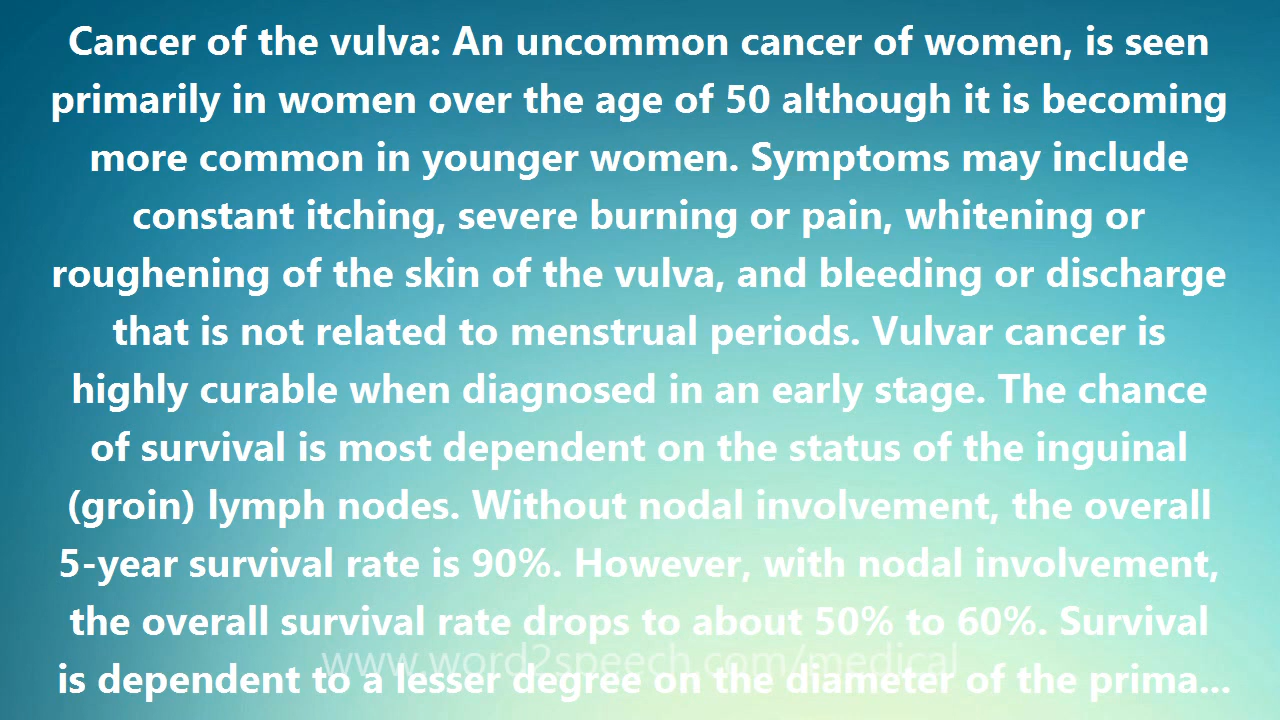 Cancer of the vulva: An uncommon cancer of women, is seen
primarily in women over the age of 50 although it is becoming
more common in younger women. Symptoms may include
constant itching, severe burning or pain, whitening or
roughening of the skin of the vulva, and bleeding or discharge
that is not related to menstrual periods. Vulvar cancer is
highly curable when diagnosed in an early stage. The chance
of survival is most dependent on the status of the inguinal
(groin) lymph nodes. Without nodal involvement, the overall
5-year survival rate is 90%. However, with nodal involvement,
the overall survival rate drops to about 50% to 60%. Survival
www.word2speech.com/medical
is dependent to a lesser degree on the diameter of the prima...